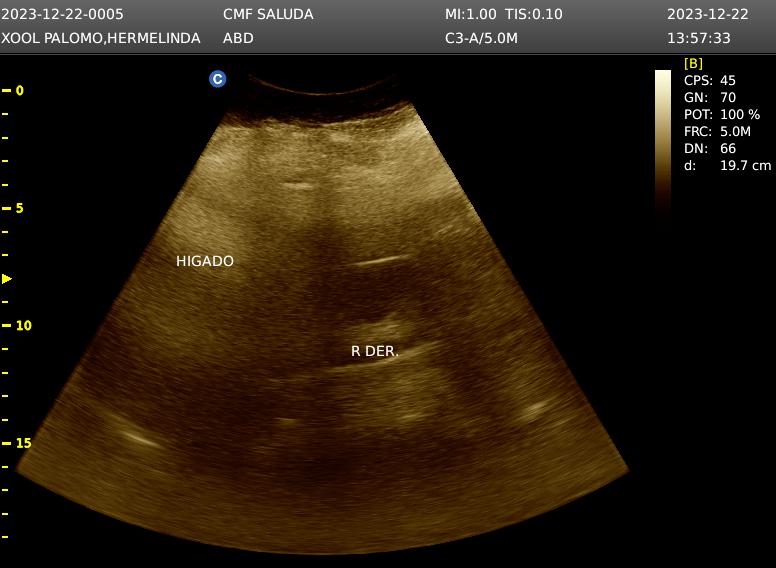 2023-12-22-0005 CMF SALUDA MI:1.00 TIS:0.10 2023-12-22
XOOL PALOMO,HERMELINDA ABD C3-A/5.0M 13:57:33
C
[B]
CPS: 45
GN: 70
POT: 100 %
FRC: 5.0M
DN: 66
d: 19.7 cm
0
5
HIGADO
10
R DER.
15